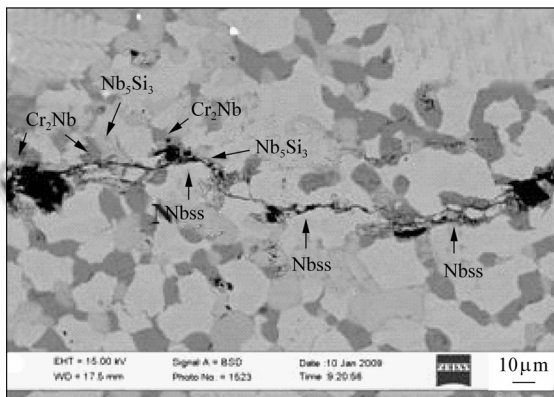 Nb5Si3
Cr2Nb
Cr2Nb
Nb5Si3
Nbss
Nbss
Nbss
EHT = 15.00 kV Signal A = BSD Date :10 Jan 2009 ZEISS 10μm
WD = 17.5 mm Photo No. = 1523 Time :9:20:56